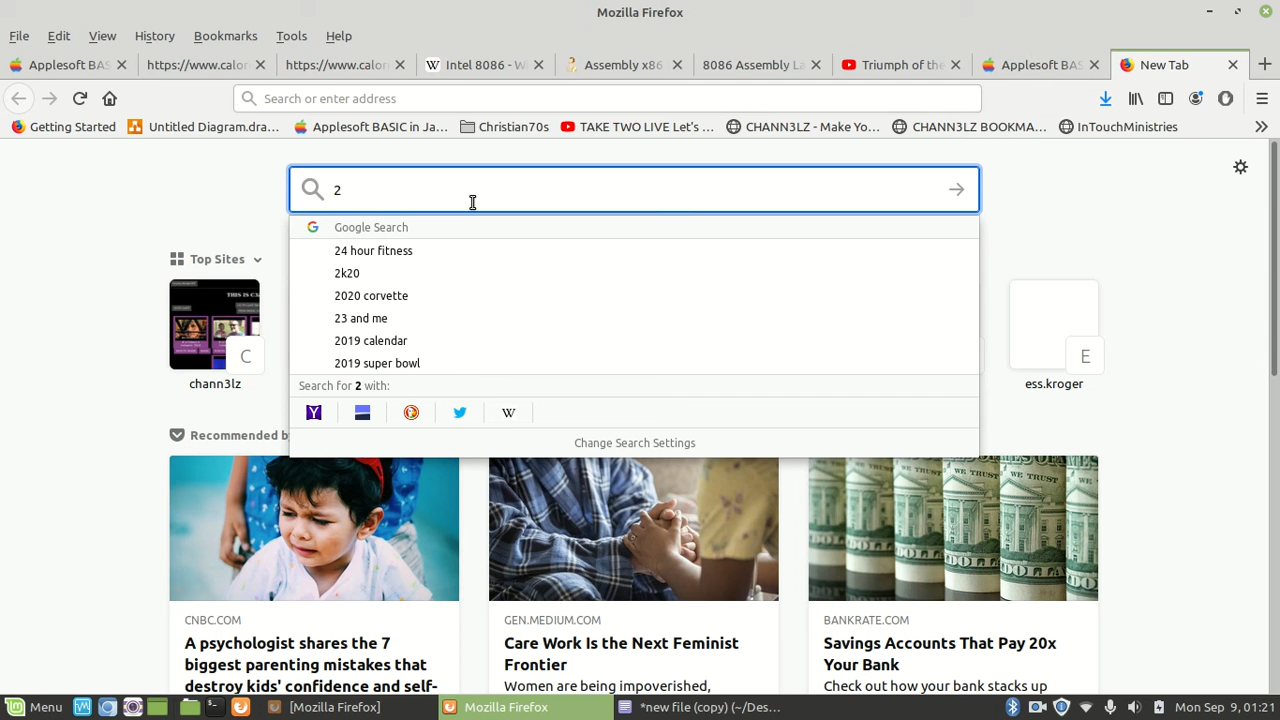 Mozilla Firefox
File Edit View History Bookmarks Tools Help
Applesoft BAS
https://www.calor
https://www.calor
Intel 8086 - W
Assembly x86
8086 Assembly La
Triumph of the
Applesoft BAS
New Tab
Search or enter address
Getting Started
Untitled Diagram.dra...
Applesoft BASIC in Ja...
Christian70s
TAKE TWO LIVE Let's ...
CHANN3LZ - Make Yo...
CHANN3LZ BOOKMA...
InTouchMinistries
2
Google Search
24 hour fitness
2k20
2020 corvette
23 and me
2019 calendar
2019 super bowl
Search for 2 with:
Change Search Settings
Top Sites
THIS IS
C
chann3lz
E
ess.kroger
Recommended b
CNBC.COM
A psychologist shares the 7
biggest parenting mistakes that
destroy kids' confidence and self-
GEN.MEDIUM.COM
Care Work Is the Next Feminist
Frontier
Women are being impoverished,
BANKRATE.COM
Savings Accounts That Pay 20x
Your Bank
Check out how your bank stacks up
Menu
[Mozilla Firefox]
Mozilla Firefox
*new file (copy) (~/Des...
Mon Sep 9, 01:21